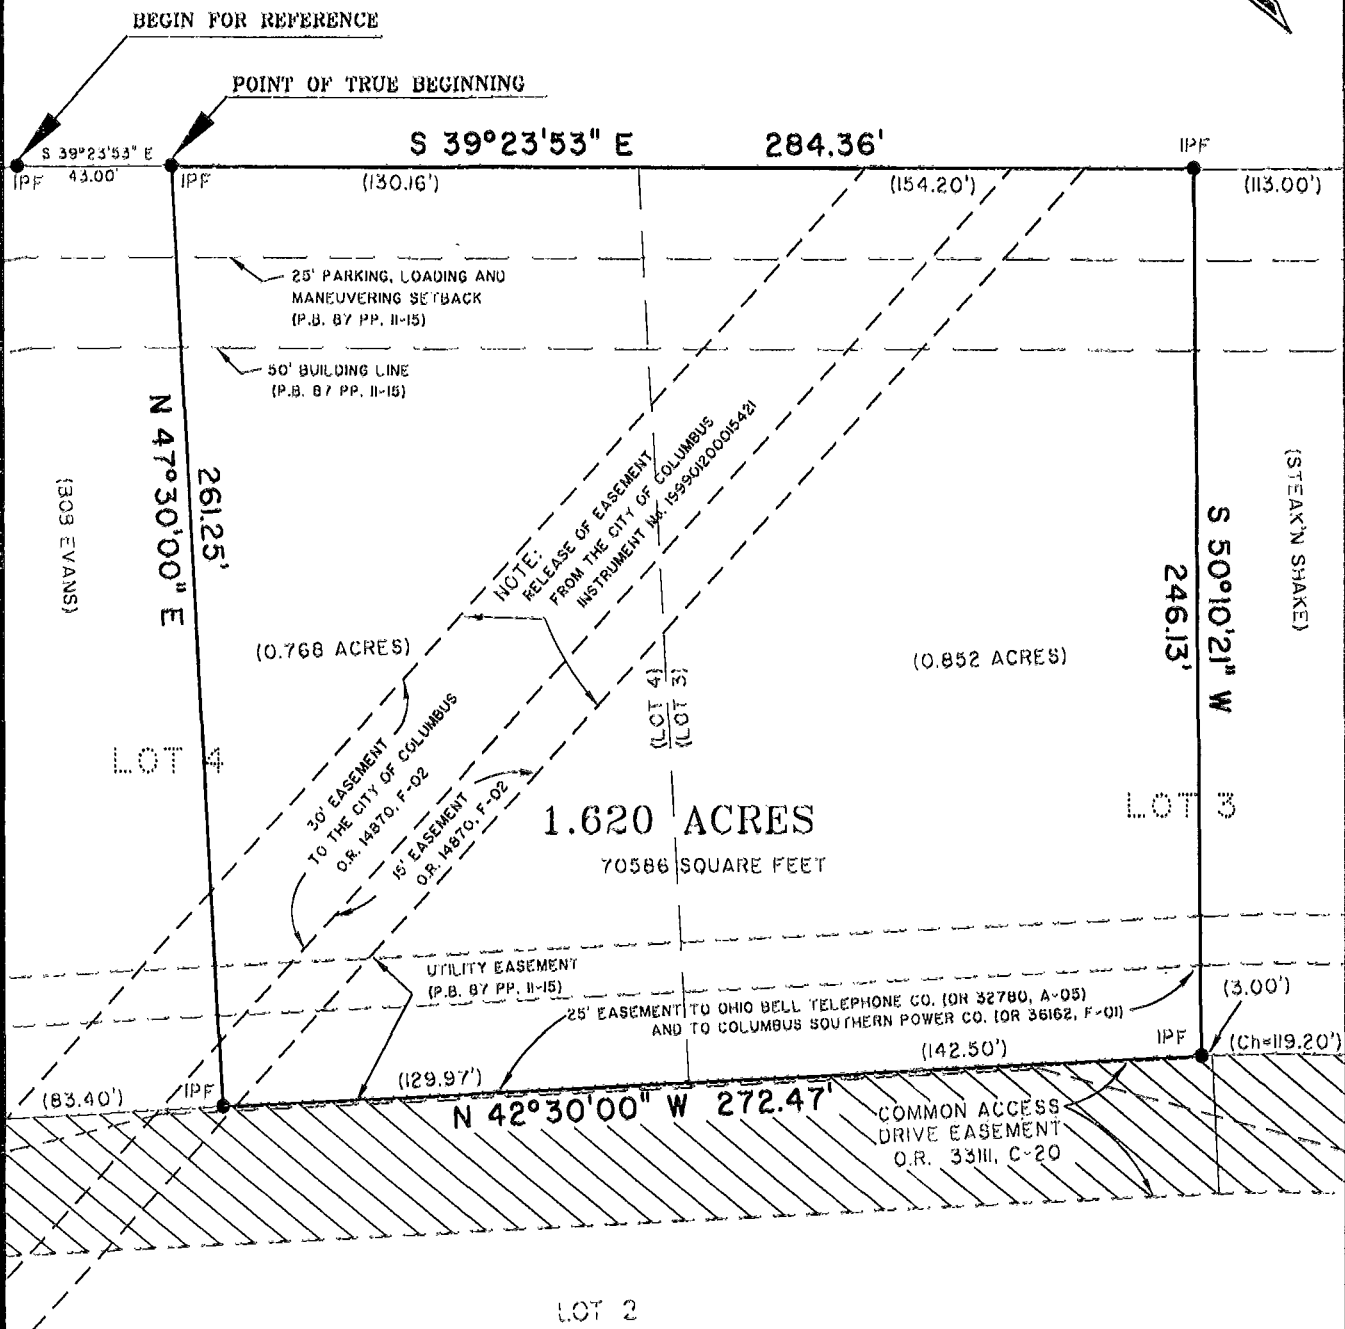 BEGIN FOR REFERENCE
POINT OF TRUE BEGINNING
S 39°23'53" E 284.36'
IPF
S 39°23'53" E
43.00'
IPF
IPF
(130.16')
(154.20')
(113.00')
25' PARKING, LOADING AND
MANEUVERING SETBACK
(P.B. 87 PP. 11-15)
50' BUILDING LINE
(P.B. 87 PP. 11-15)
N 47°30'00" E
261.25'
(BOB EVANS)
NOTE:
RELEASE OF EASEMENT
FROM THE CITY OF COLUMBUS
INSTRUMENT No. 199901200015421
S 50°10'21" W
246.13'
(STEAK'N SHAKE)
(0.768 ACRES)
(0.852 ACRES)
(LOT 4)
(LOT 3)
LOT 4
LOT 3
30' EASEMENT
TO THE CITY OF COLUMBUS
O.R. 14870, F-02
15' EASEMENT
O.R. 14870, F-02
1.620 ACRES
70586 SQUARE FEET
UTILITY EASEMENT
(P.B. 87 PP. 11-15)
25' EASEMENT TO OHIO BELL TELEPHONE CO. (OR 32780, A-05)
AND TO COLUMBUS SOUTHERN POWER CO. (OR 36162, F-01)
(3.00')
IPF
(Ch=119.20')
(142.50')
(129.97')
IPF
(83.40')
N 42°30'00" W 272.47'
COMMON ACCESS
DRIVE EASEMENT
O.R. 33111, C-20
LOT 2